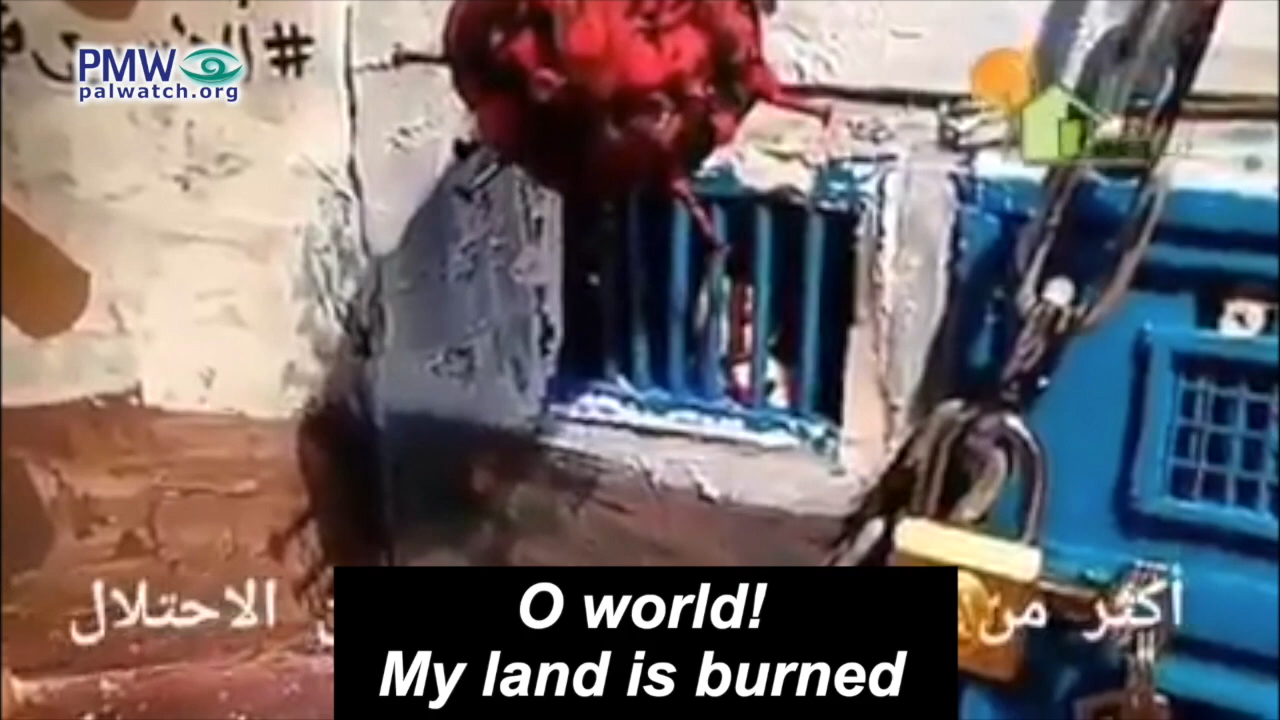 PMW
palwatch.org
أكثر من
الاحتلال
O world!
My land is burned